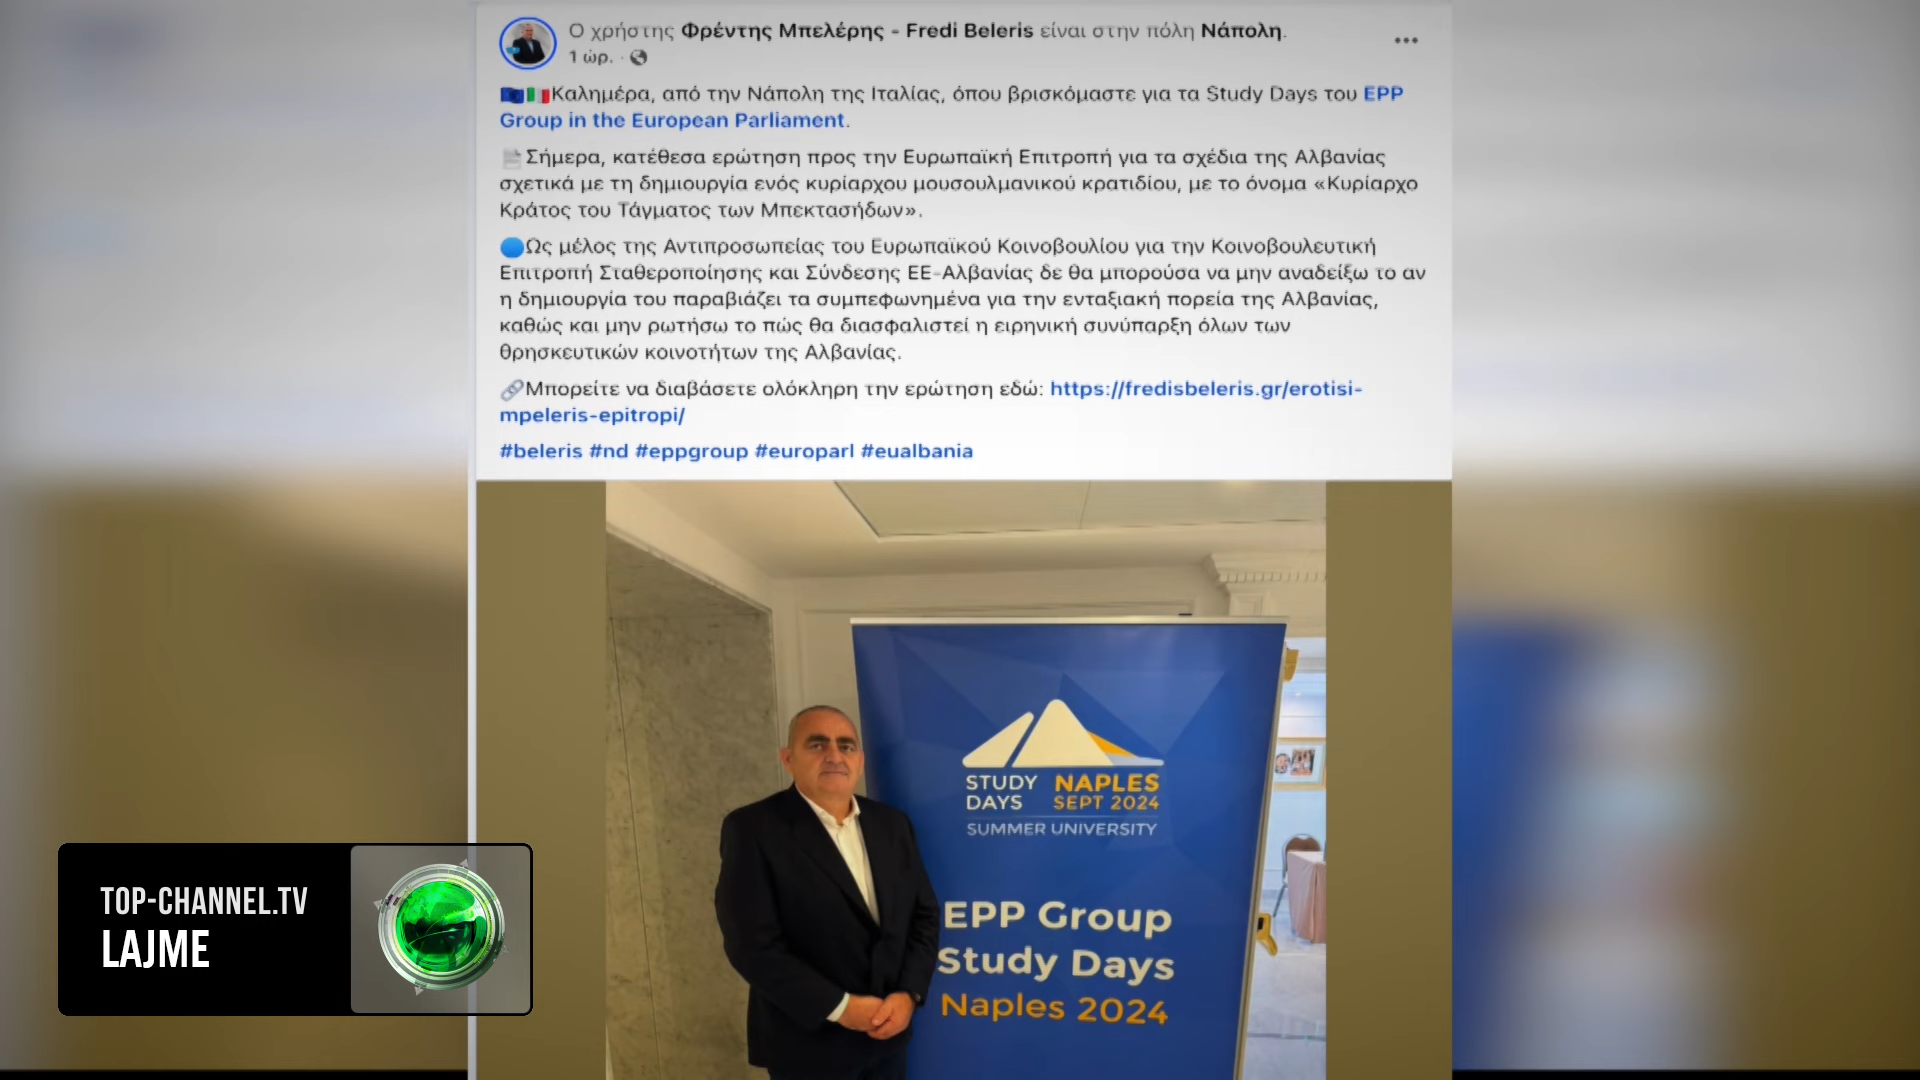 Ο χρήστης Φρέντης Μπελέρης - Fredi Beleris είναι στην πόλη Νάπολη.
1 ώρ. ·
Καλημέρα, από την Νάπολη της Ιταλίας, όπου βρισκόμαστε για τα Study Days του EPP
Group in the European Parliament.
Σήμερα, κατέθεσα ερώτηση προς την Ευρωπαϊκή Επιτροπή για τα σχέδια της Αλβανίας
σχετικά με τη δημιουργία ενός κυρίαρχου μουσουλμανικού κρατιδίου, με το όνομα «Κυρίαρχο
Κράτος του Τάγματος των Μπεκτασήδων».
Ως μέλος της Αντιπροσωπείας του Ευρωπαϊκού Κοινοβουλίου για την Κοινοβουλευτική
Επιτροπή Σταθεροποίησης και Σύνδεσης ΕΕ-Αλβανίας δε θα μπορούσα να μην αναδείξω το αν
η δημιουργία του παραβιάζει τα συμπεφωνημένα για την ενταξιακή πορεία της Αλβανίας,
καθώς και μην ρωτήσω το πώς θα διασφαλιστεί η ειρηνική συνύπαρξη όλων των
θρησκευτικών κοινοτήτων της Αλβανίας.
Μπορείτε να διαβάσετε ολόκληρη την ερώτηση εδώ: https://fredisbeleris.gr/erotisi-
mpeleris-epitropi/
#beleris #nd #eppgroup #europarl #eualbania
STUDY NAPLES
DAYS SEPT 2024
SUMMER UNIVERSITY
EPP Group
Study Days
Naples 2024
TOP-CHANNEL.TV
LAJME